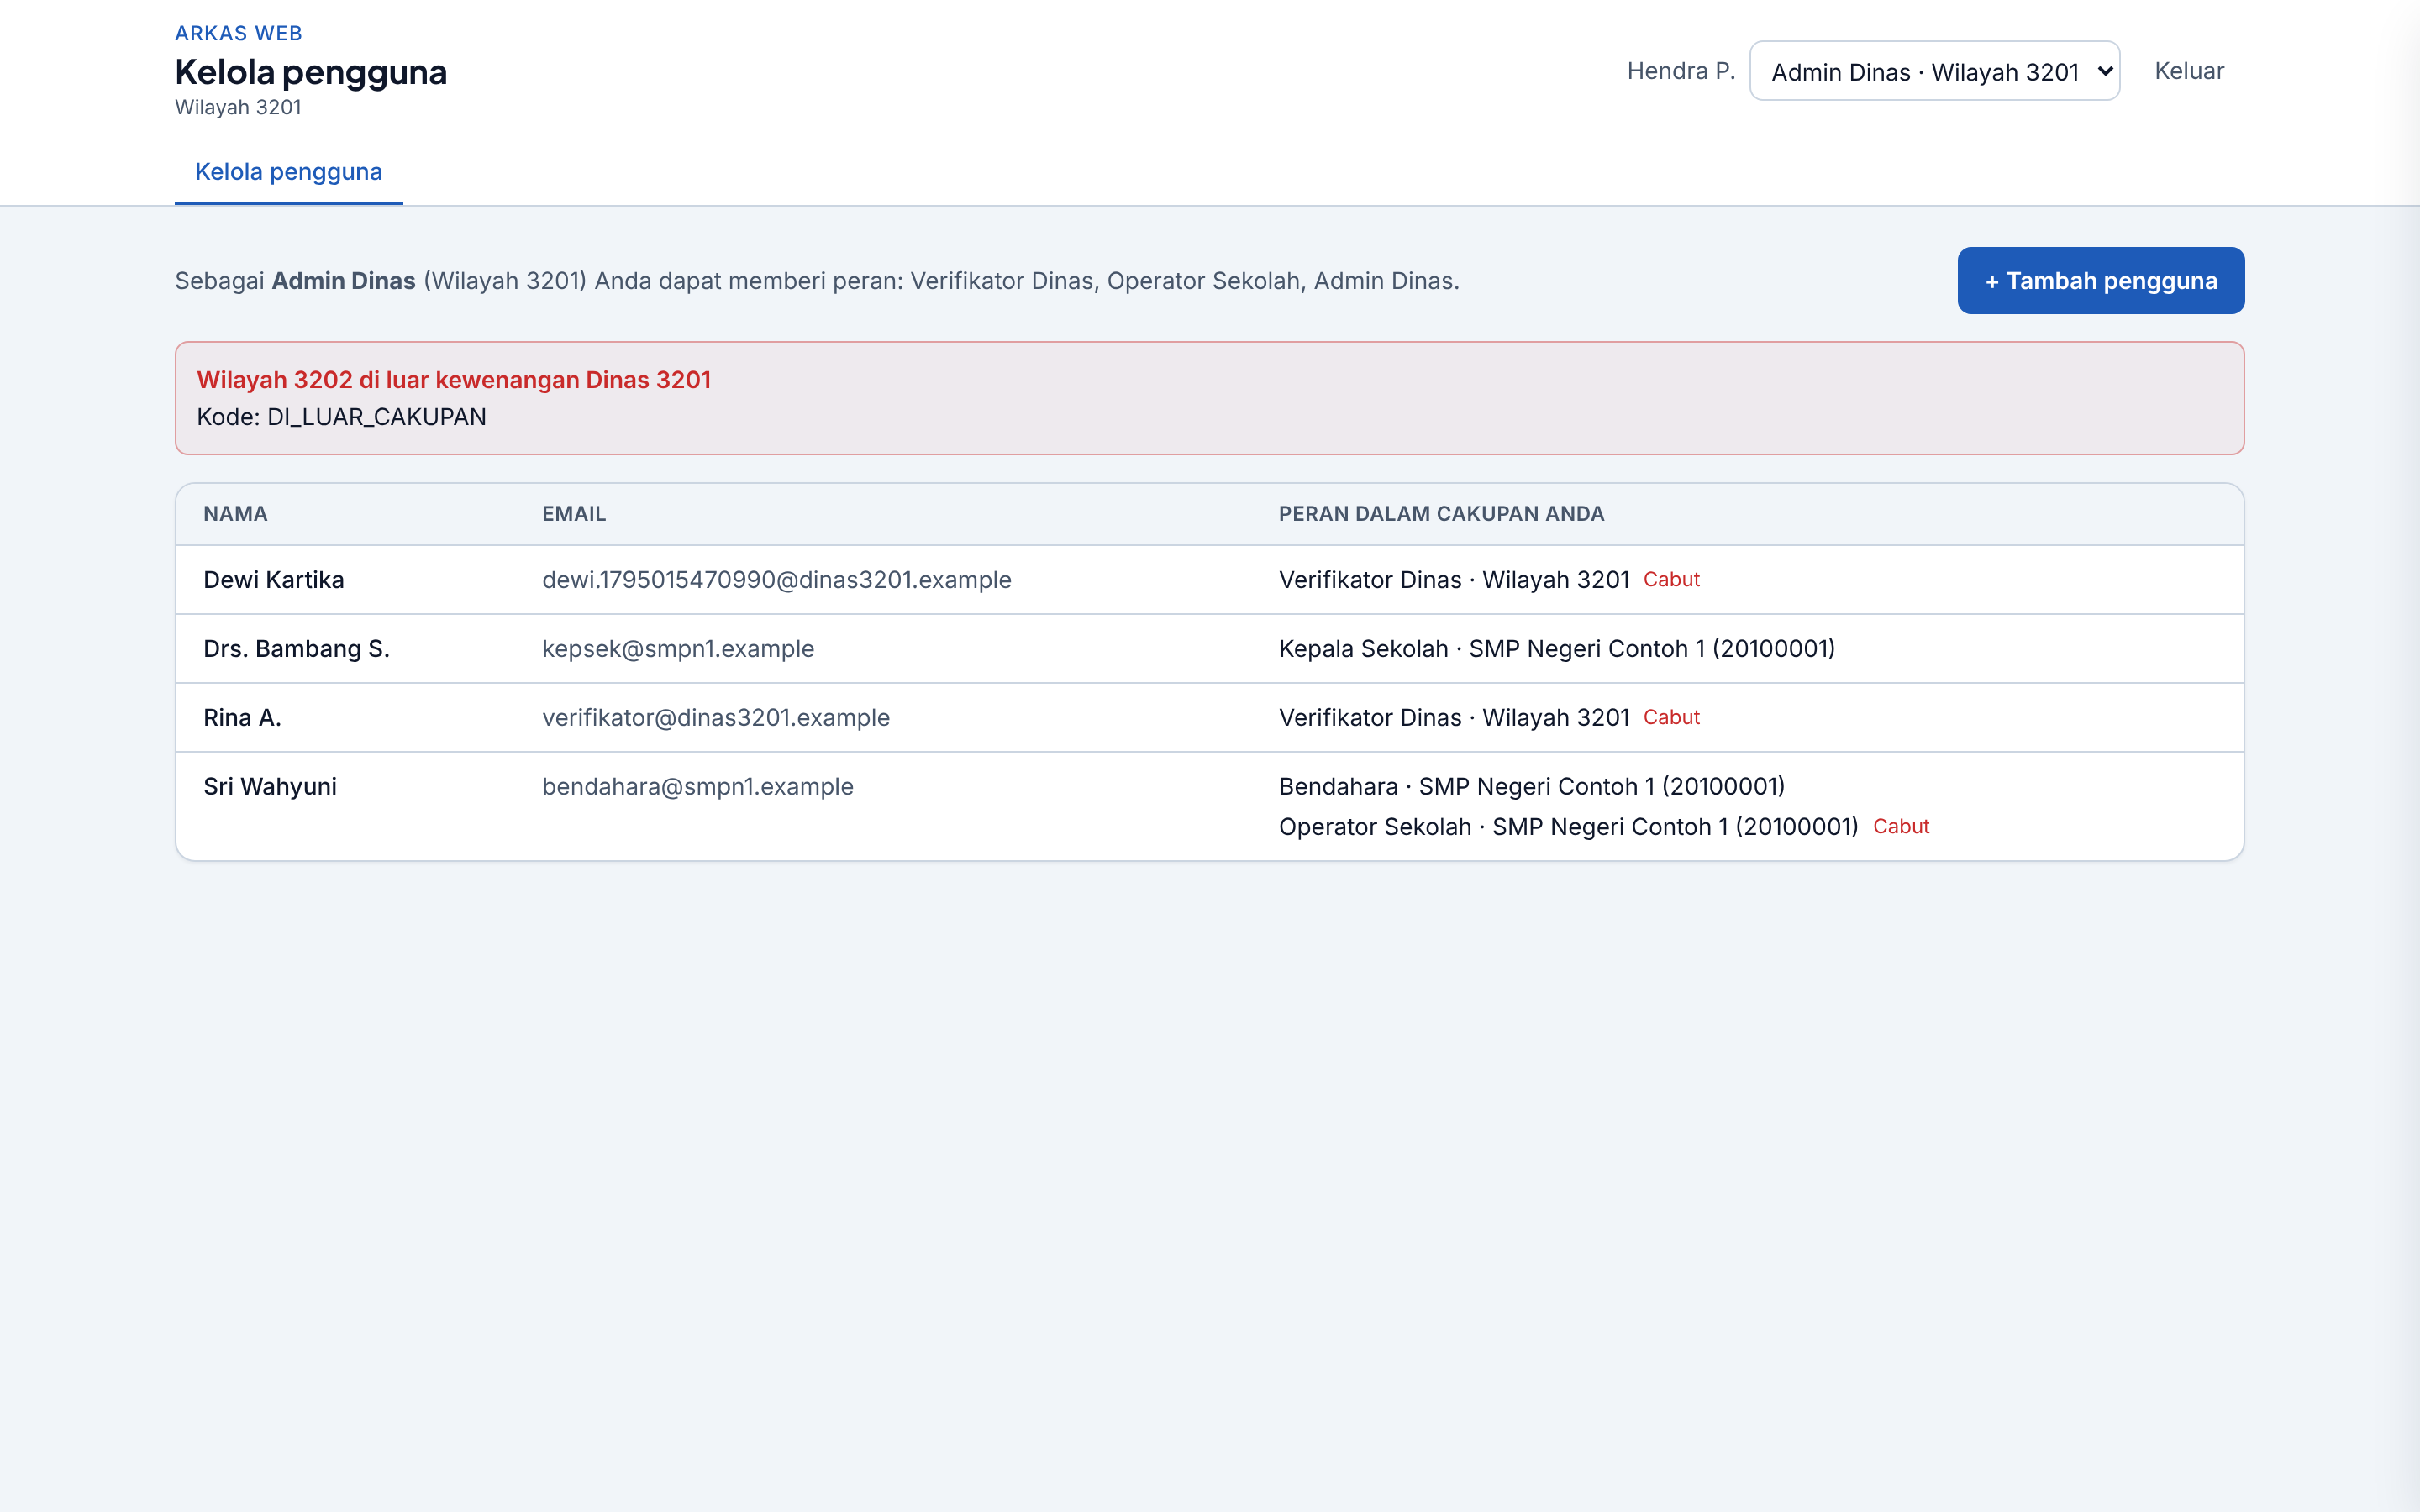 ARKAS WEB
Kelola pengguna
Wilayah 3201
Hendra P.
Admin Dinas · Wilayah 3201
Keluar
Kelola pengguna
Sebagai Admin Dinas (Wilayah 3201) Anda dapat memberi peran: Verifikator Dinas, Operator Sekolah, Admin Dinas.
+ Tambah pengguna
Wilayah 3202 di luar kewenangan Dinas 3201
Kode: DI_LUAR_CAKUPAN
NAMA EMAIL PERAN DALAM CAKUPAN ANDA
Dewi Kartika dewi.1795015470990@dinas3201.example Verifikator Dinas · Wilayah 3201 Cabut
Drs. Bambang S. kepsek@smpn1.example Kepala Sekolah · SMP Negeri Contoh 1 (20100001)
Rina A. verifikator@dinas3201.example Verifikator Dinas · Wilayah 3201 Cabut
Sri Wahyuni bendahara@smpn1.example Bendahara · SMP Negeri Contoh 1 (20100001)
Operator Sekolah · SMP Negeri Contoh 1 (20100001) Cabut